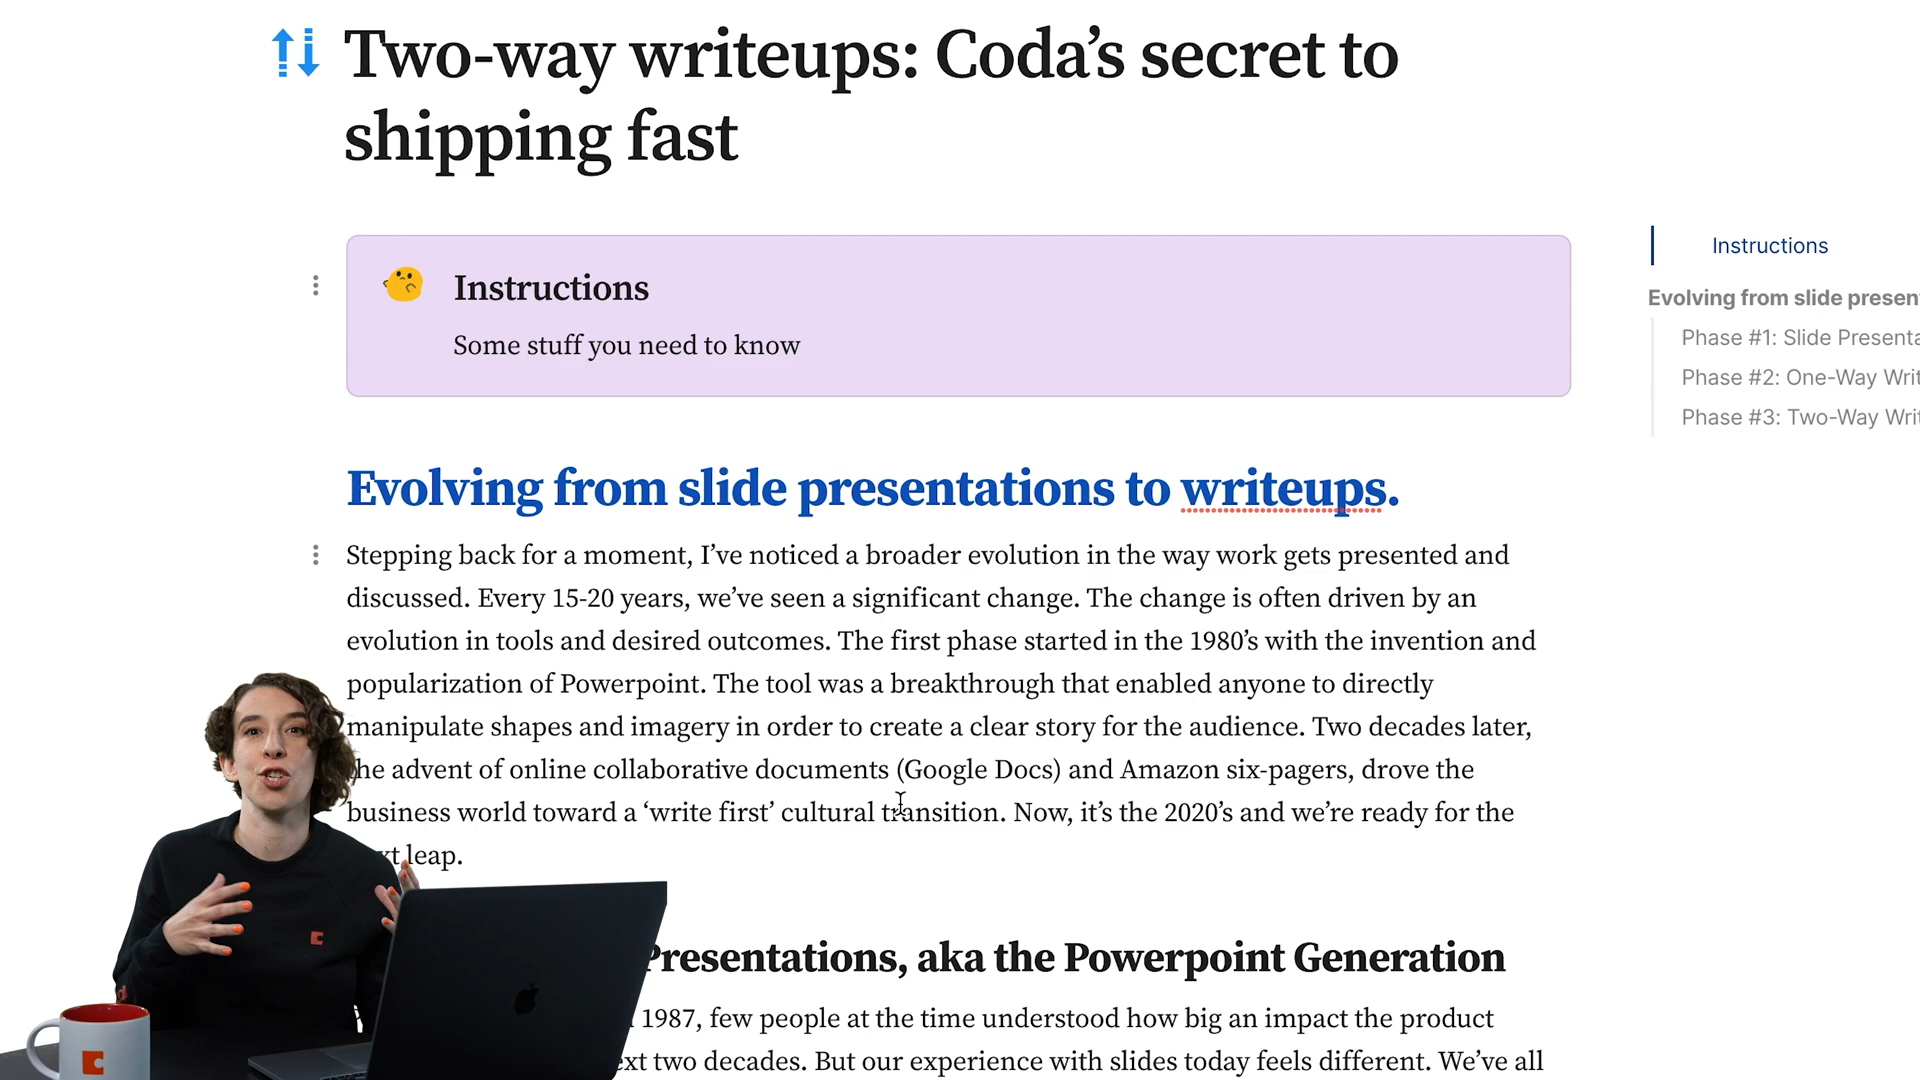 Two-way writeups: Coda’s secret to
shipping fast
Instructions
Some stuff you need to know
Instructions
Evolving from slide presen
Phase #1: Slide Presenta
Phase #2: One-Way Writ
Phase #3: Two-Way Writ
Evolving from slide presentations to writeups.
Stepping back for a moment, I’ve noticed a broader evolution in the way work gets presented and
discussed. Every 15-20 years, we’ve seen a significant change. The change is often driven by an
evolution in tools and desired outcomes. The first phase started in the 1980’s with the invention and
popularization of Powerpoint. The tool was a breakthrough that enabled anyone to directly
manipulate shapes and imagery in order to create a clear story for the audience. Two decades later,
the advent of online collaborative documents (Google Docs) and Amazon six-pagers, drove the
business world toward a ‘write first’ cultural transition. Now, it’s the 2020’s and we’re ready for the
leap.
Presentations, aka the Powerpoint Generation
1987, few people at the time understood how big an impact the product
two decades. But our experience with slides today feels different. We’ve all